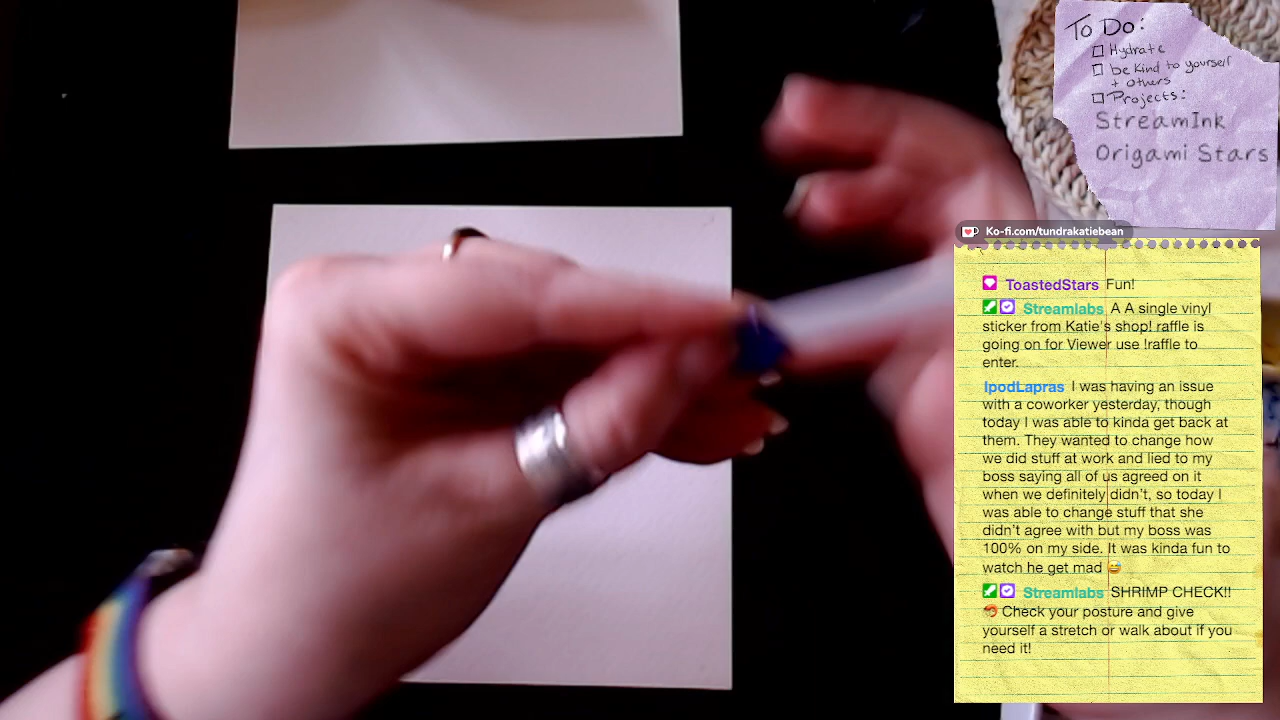 To Do:
Hydrate
be kind to yourself
+ others
Projects:
StreamInk
Origami Stars
Ko-fi.com/tundrakatiebean
ToastedStars Fun!
Streamlabs A A single vinyl
sticker from Katie's shop! raffle is
going on for Viewer use !raffle to
enter.
IpodLapras I was having an issue
with a coworker yesterday, though
today I was able to kinda get back at
them. They wanted to change how
we did stuff at work and lied to my
boss saying all of us agreed on it
when we definitely didn't, so today I
was able to change stuff that she
didn't agree with but my boss was
100% on my side. It was kinda fun to
watch he get mad 😅
Streamlabs SHRIMP CHECK!!
🦐 Check your posture and give
yourself a stretch or walk about if you
need it!